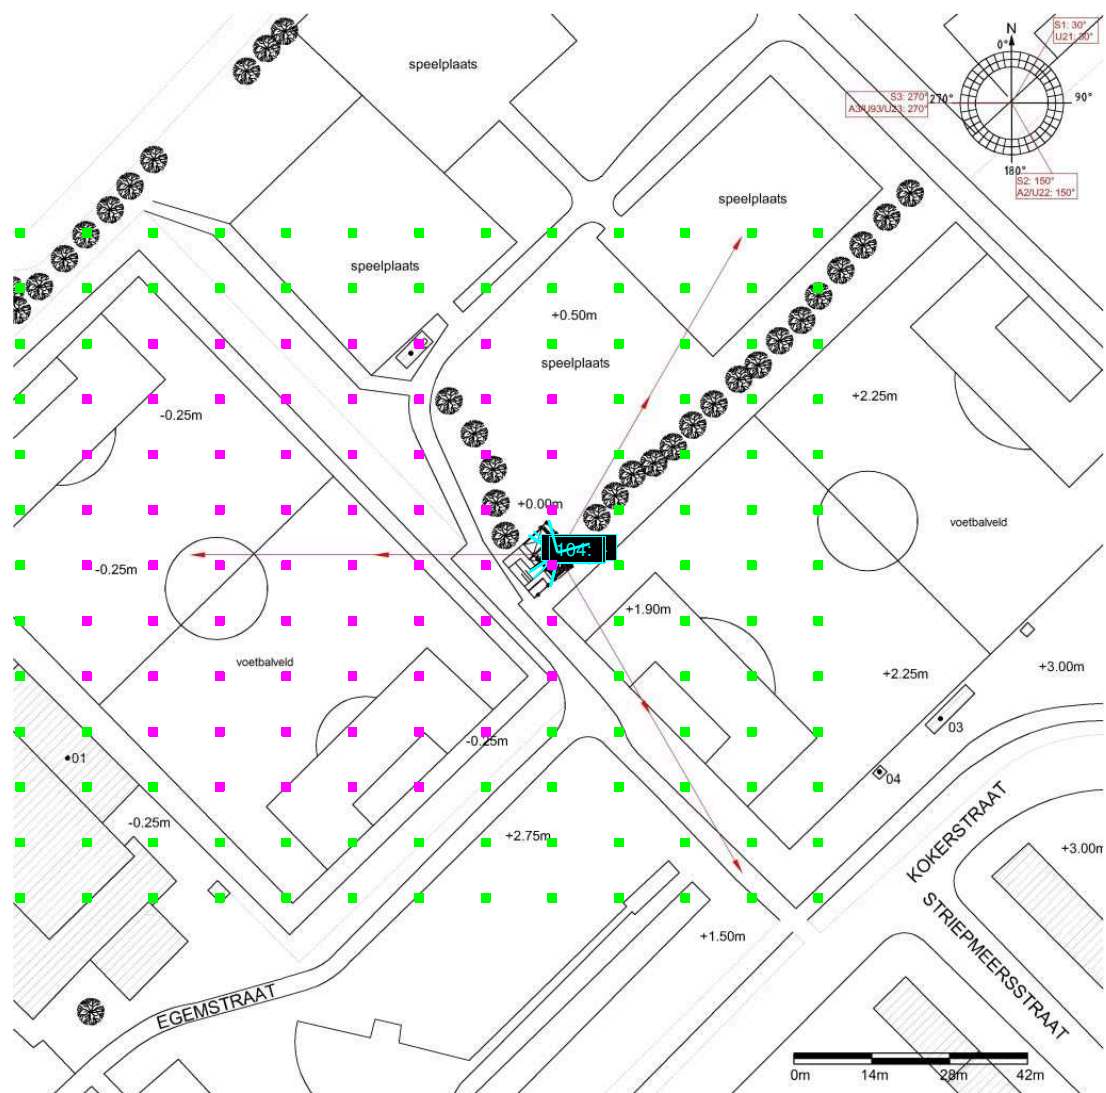 speelplaats
N
0°
S1: 30°
U21: 30°
S3: 270°
A3/U93/U23: 270°
270°
90°
180°
S2: 150°
A2/U22: 150°
speelplaats
speelplaats
+0.50m
speelplaats
-0.25m
+2.25m
+0.00m
voetbalveld
104:
-0.25m
+1.90m
voetbalveld
+2.25m
+3.00m
-0.25m
03
01
04
-0.25m
+2.75m
KOKERSTRAAT
+3.00m
STRIEPMEERSSTRAAT
+1.50m
EGEMSTRAAT
0m 14m 28m 42m